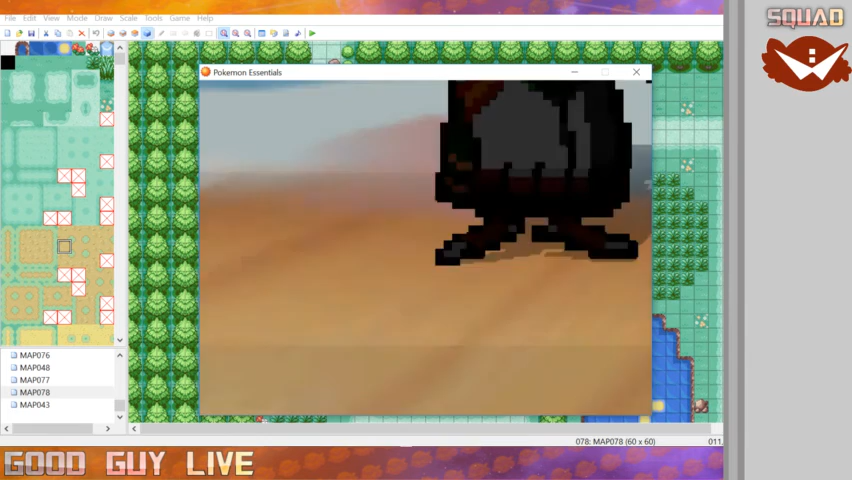 SQUAD
File Edit View Mode Draw Scale Tools Game Help
Pokemon Essentials
MAP076
MAP048
MAP077
MAP078
MAP043
078: MAP078 (60 x 60)
011,
GOOD GUY LIVE